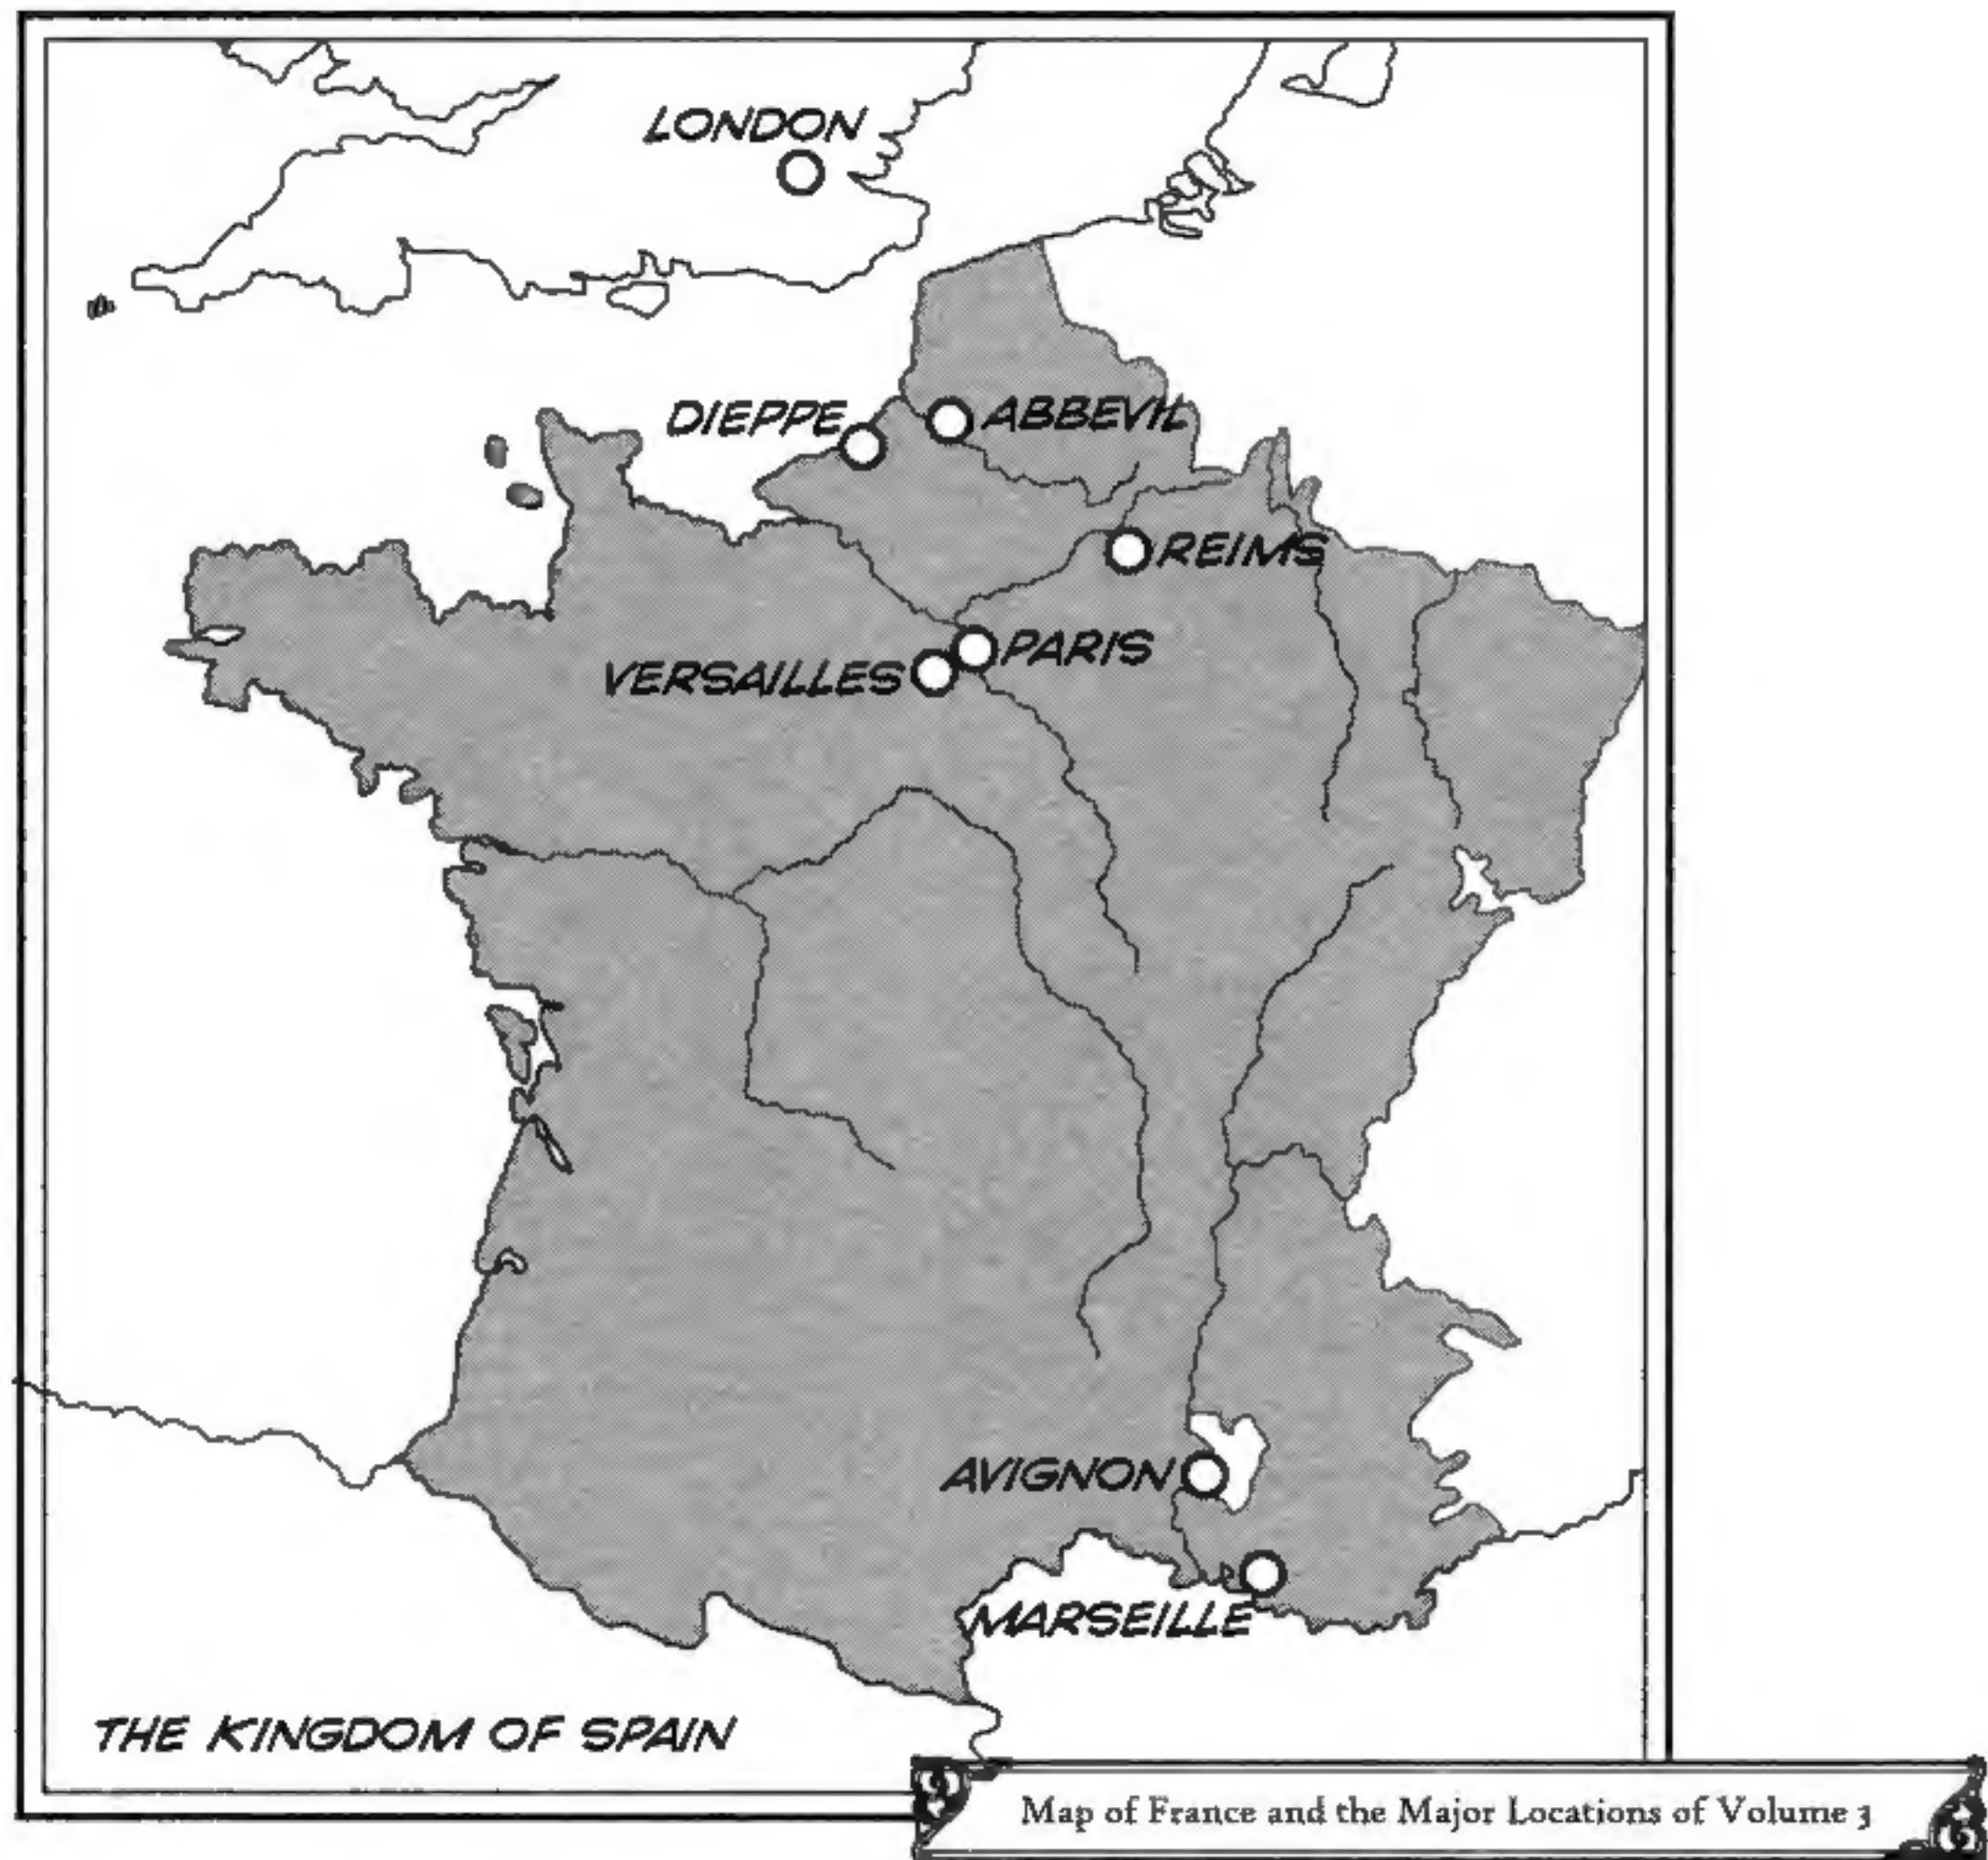 LONDON
DIEPPE
ABBEVIL
REIMS
PARIS
VERSAILLES
AVIGNON
MARSEILLE
THE KINGDOM OF SPAIN
Map of France and the Major Locations of Volume 3